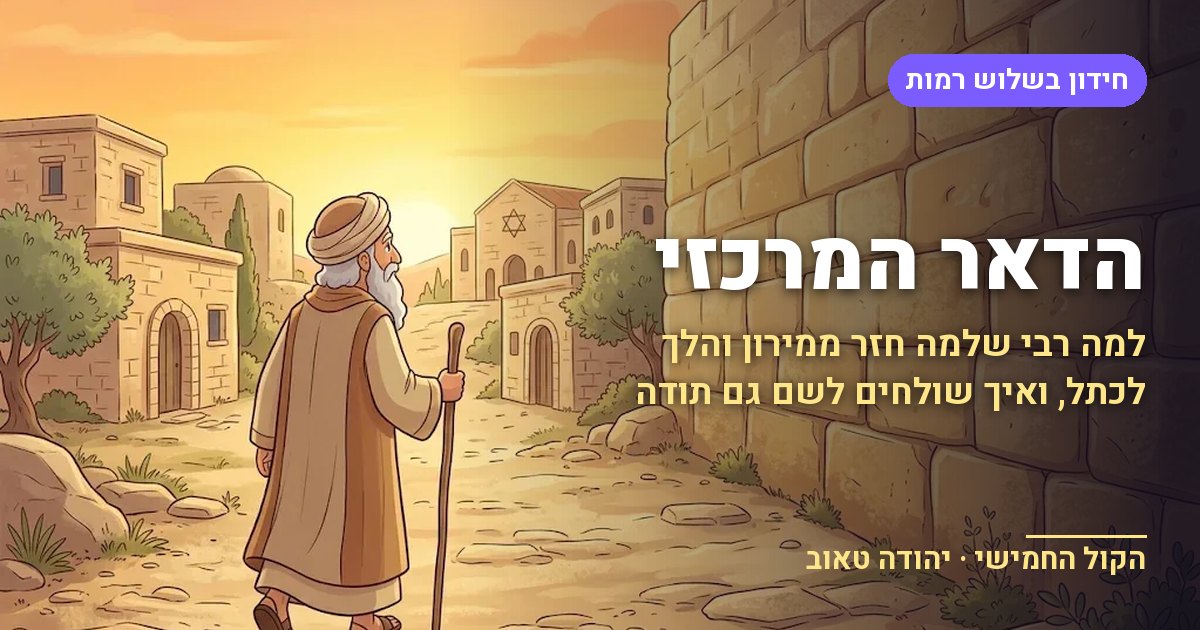 חידון בשלוש רמות
הדאר המרכזי
למה רבי שלמה חזר ממירון והלך
לכתל, ואיך שולחים לשם גם תודה
הקול החמישי · יהודה טאוב